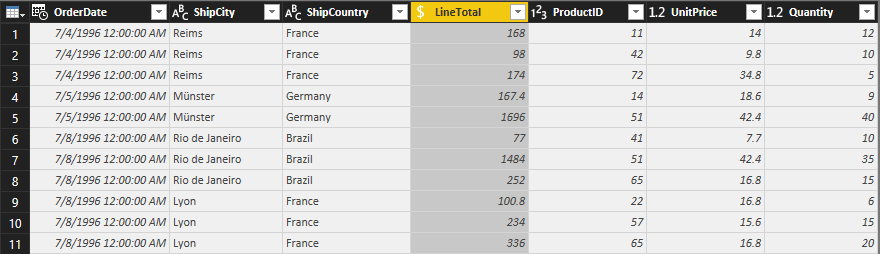 OrderDate ABC ShipCity ABC ShipCountry $ LineTotal 123 ProductID 1.2 UnitPrice 1.2 Quantity
1 7/4/1996 12:00:00 AM Reims France 168 11 14 12
2 7/4/1996 12:00:00 AM Reims France 98 42 9.8 10
3 7/4/1996 12:00:00 AM Reims France 174 72 34.8 5
4 7/5/1996 12:00:00 AM Münster Germany 167.4 14 18.6 9
5 7/5/1996 12:00:00 AM Münster Germany 1696 51 42.4 40
6 7/8/1996 12:00:00 AM Rio de Janeiro Brazil 77 41 7.7 10
7 7/8/1996 12:00:00 AM Rio de Janeiro Brazil 1484 51 42.4 35
8 7/8/1996 12:00:00 AM Rio de Janeiro Brazil 252 65 16.8 15
9 7/8/1996 12:00:00 AM Lyon France 100.8 22 16.8 6
10 7/8/1996 12:00:00 AM Lyon France 234 57 15.6 15
11 7/8/1996 12:00:00 AM Lyon France 336 65 16.8 20